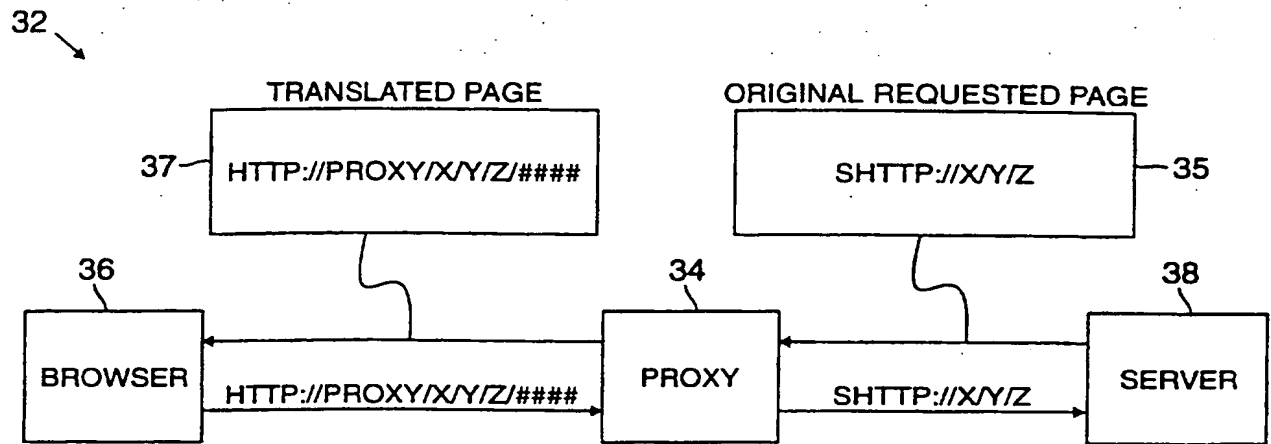 32
TRANSLATED PAGE
ORIGINAL REQUESTED PAGE
37
HTTP://PROXY/X/Y/Z/####
SHTTP://X/Y/Z
35
36
34
38
BROWSER
HTTP://PROXY/X/Y/Z/####
PROXY
SHTTP://X/Y/Z
SERVER